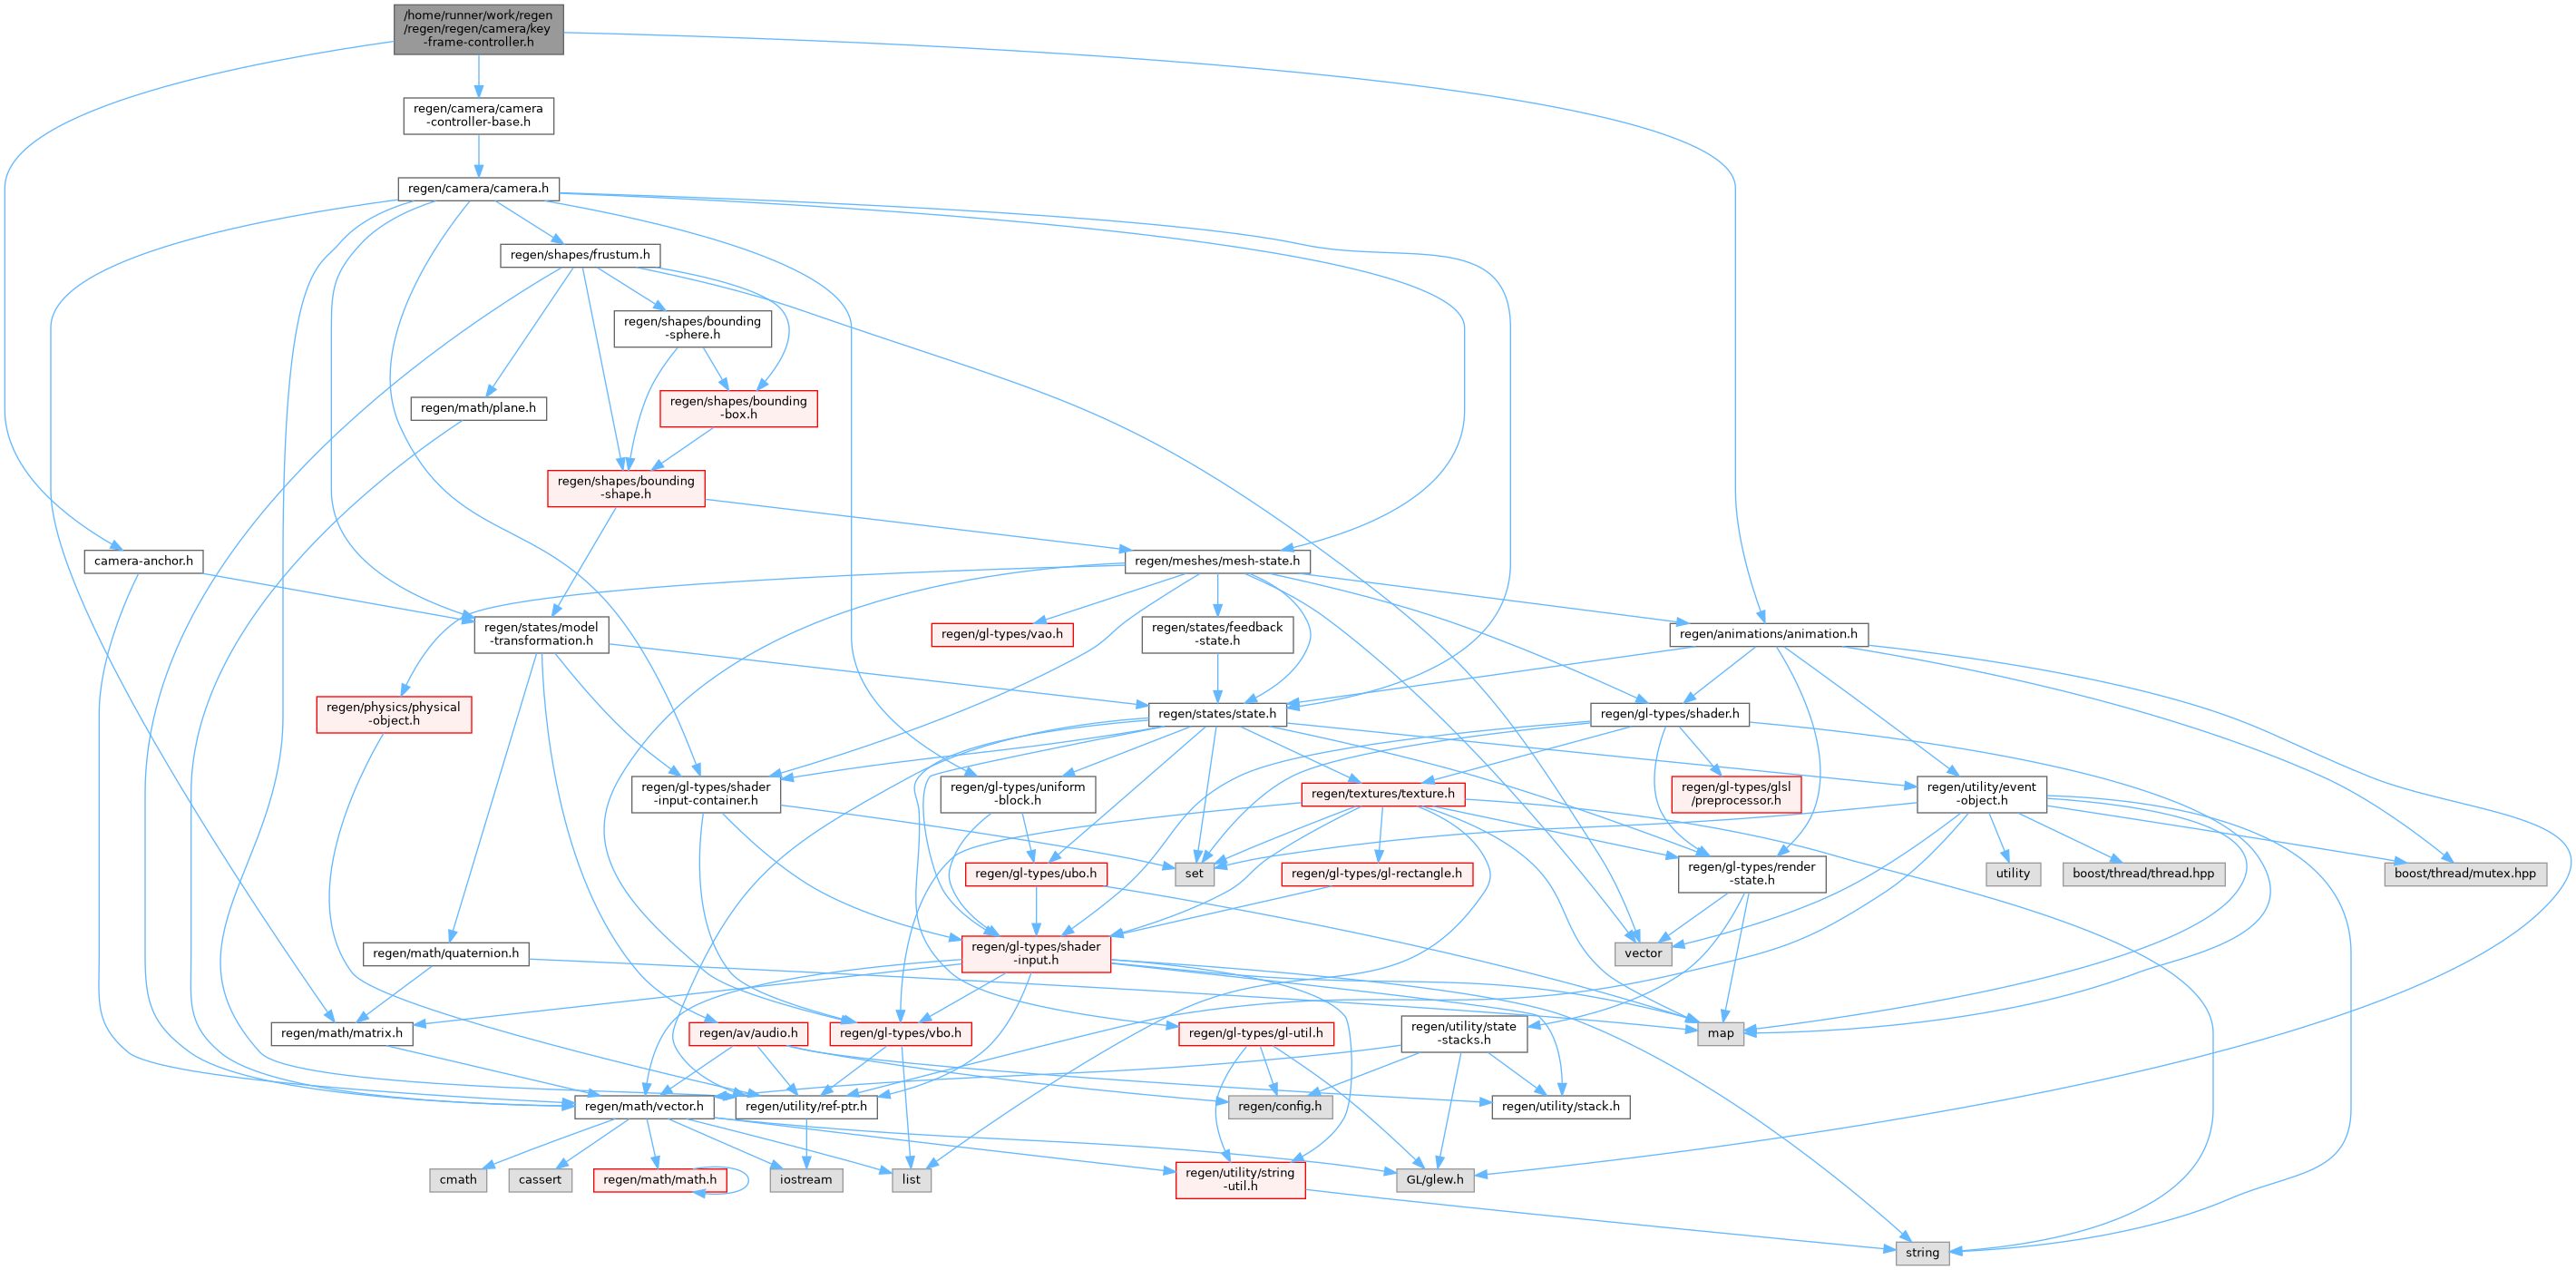 /home/runner/work/regen
/regen/regen/camera/key
-frame-controller.h
regen/camera/camera
-controller-base.h
regen/camera/camera.h
regen/shapes/frustum.h
regen/shapes/bounding
-sphere.h
regen/shapes/bounding
-box.h
regen/math/plane.h
regen/shapes/bounding
-shape.h
camera-anchor.h
regen/meshes/mesh-state.h
regen/states/model
-transformation.h
regen/gl-types/vao.h
regen/states/feedback
-state.h
regen/animations/animation.h
regen/physics/physical
-object.h
regen/states/state.h
regen/gl-types/shader.h
regen/gl-types/shader
-input-container.h
regen/gl-types/uniform
-block.h
regen/textures/texture.h
regen/gl-types/glsl
/preprocessor.h
regen/utility/event
-object.h
regen/gl-types/ubo.h
set
regen/gl-types/gl-rectangle.h
regen/gl-types/render
-state.h
utility
boost/thread/thread.hpp
boost/thread/mutex.hpp
regen/math/quaternion.h
regen/gl-types/shader
-input.h
vector
regen/math/matrix.h
regen/av/audio.h
regen/gl-types/vbo.h
regen/gl-types/gl-util.h
regen/utility/state
-stacks.h
map
regen/math/vector.h
regen/utility/ref-ptr.h
regen/config.h
regen/utility/stack.h
cmath
cassert
regen/math/math.h
iostream
list
regen/utility/string
-util.h
GL/glew.h
string